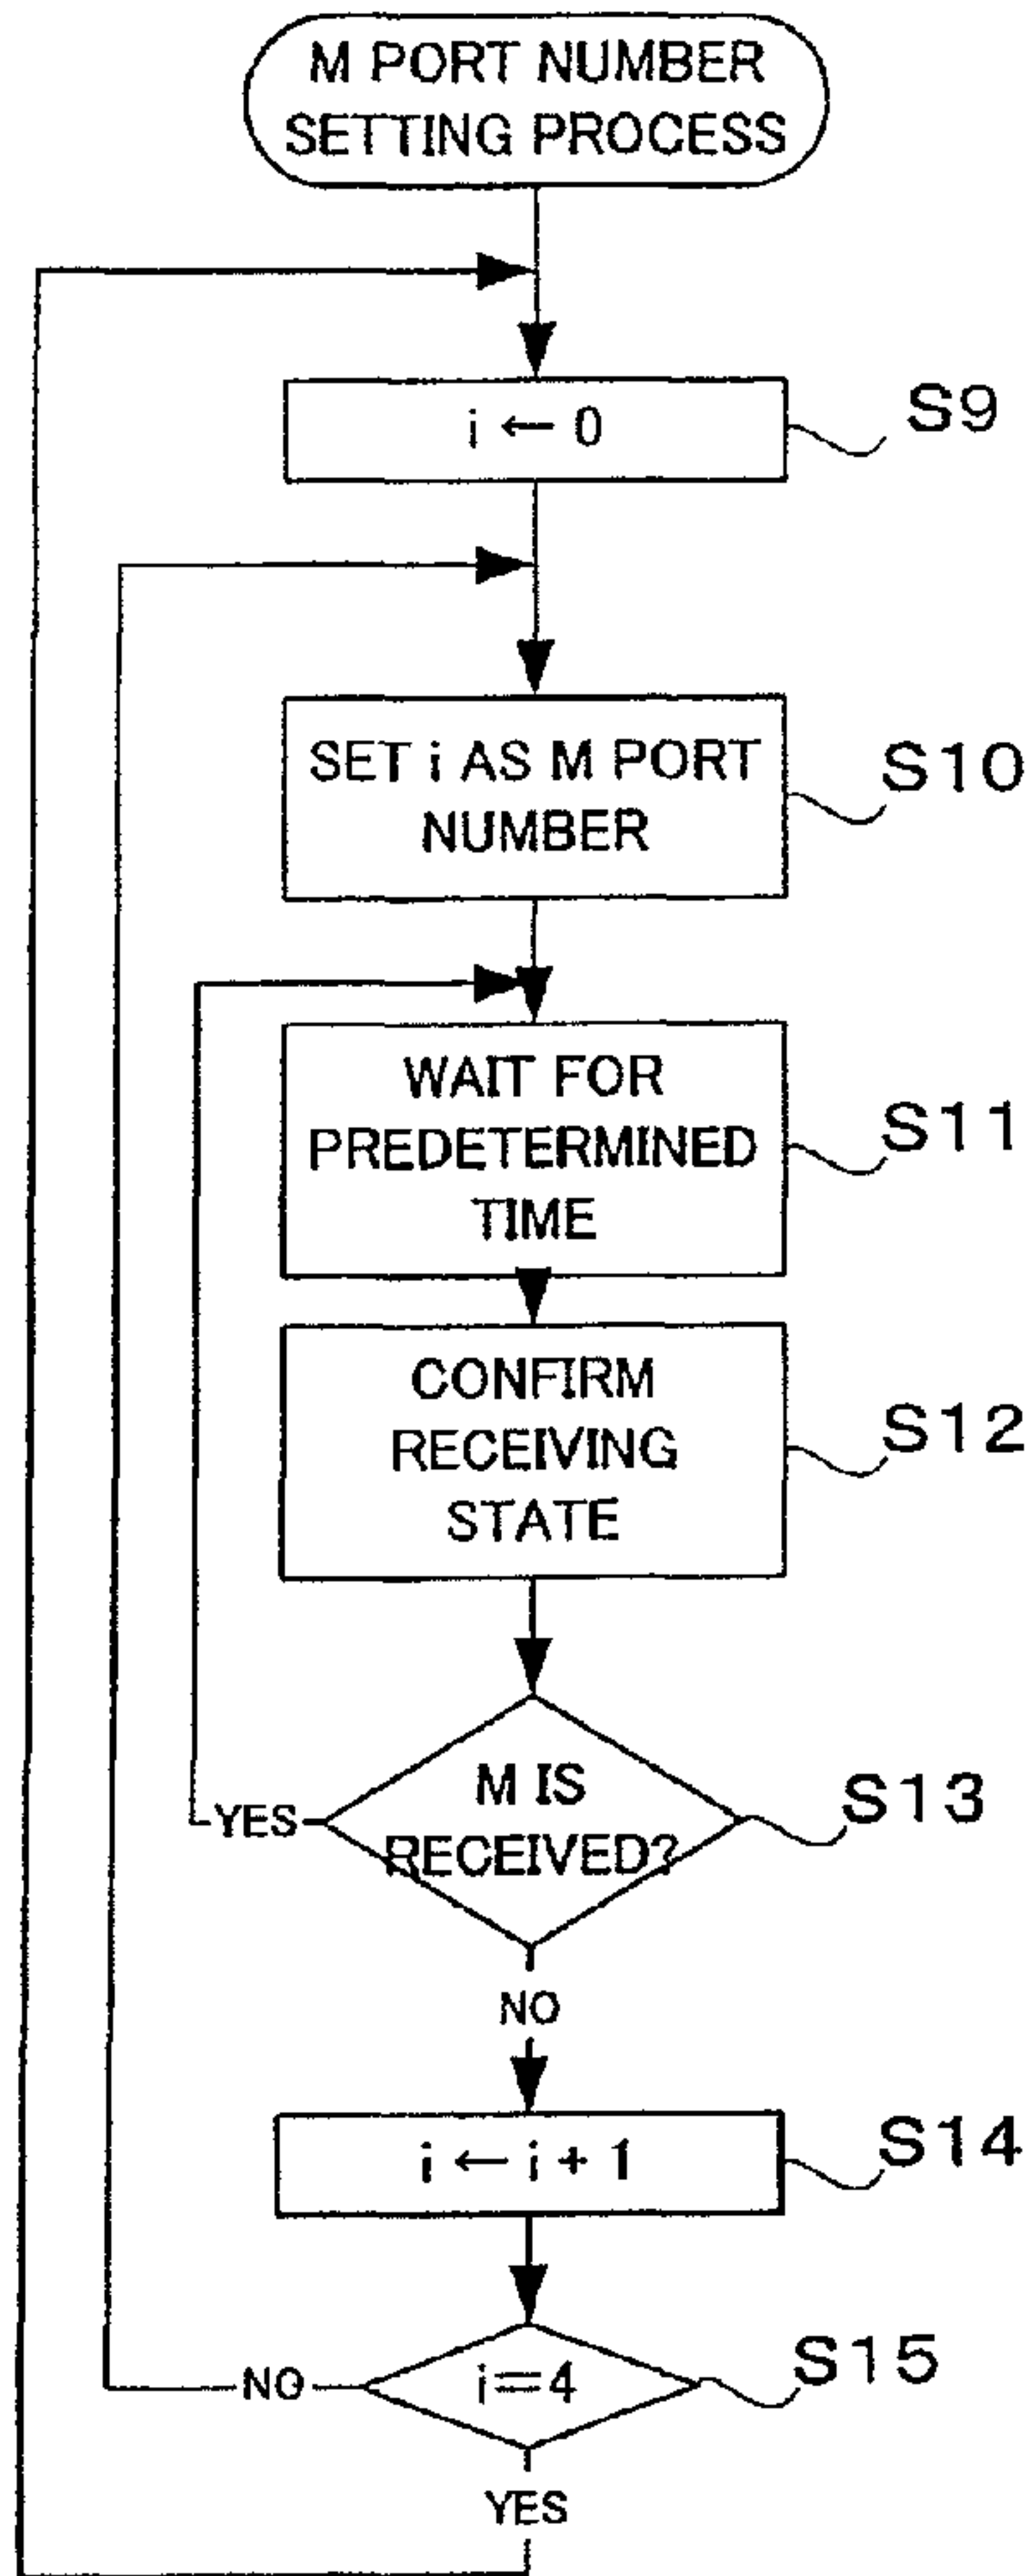 M PORT NUMBER
SETTING PROCESS
i ← 0
S9
SET i AS M PORT
NUMBER
S10
WAIT FOR
PREDETERMINED
TIME
S11
CONFIRM
RECEIVING
STATE
S12
M IS
RECEIVED?
S13
YES
NO
i ← i + 1
S14
i=4
S15
NO
YES